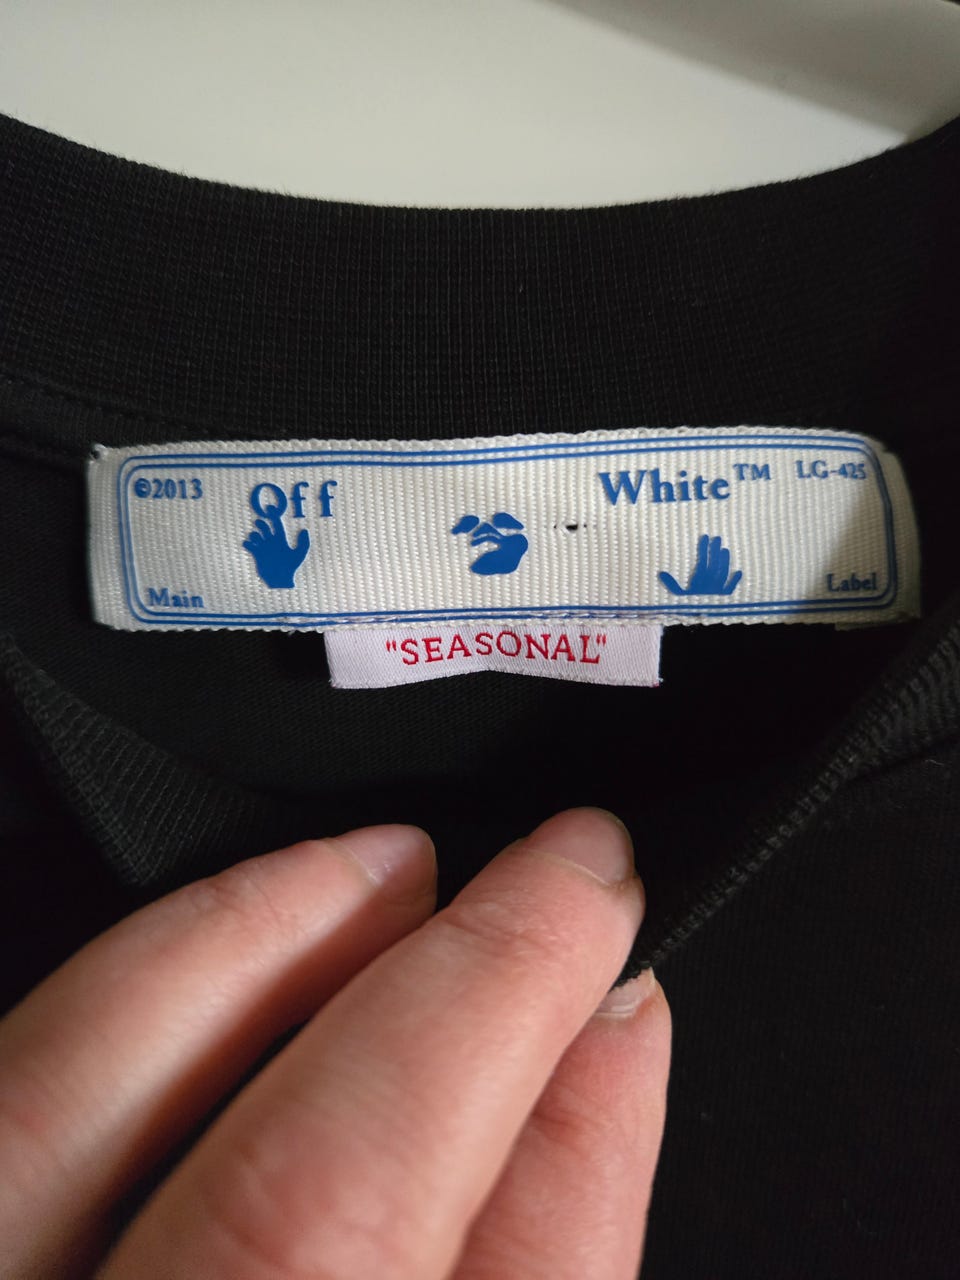 ©2013 Off White™ LG-425
Main Label
"SEASONAL"